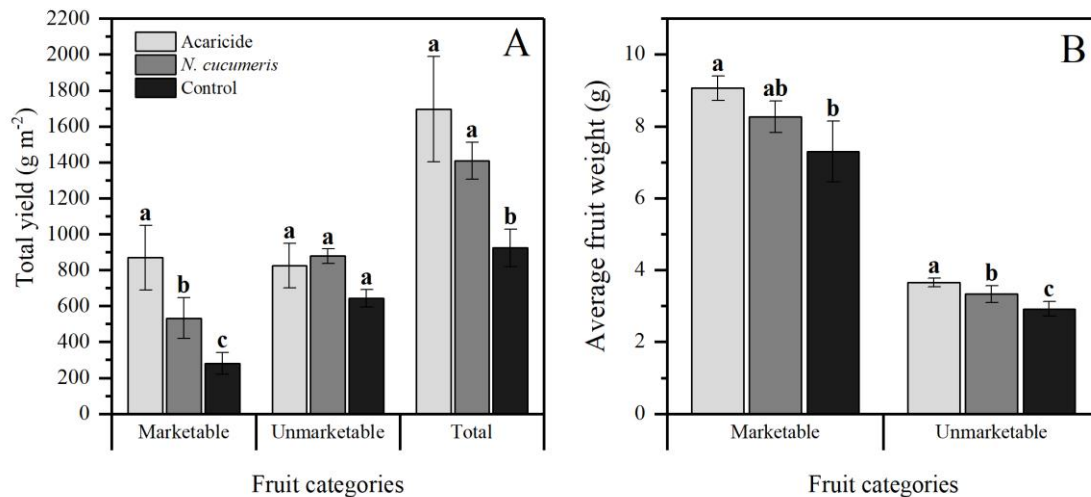 A
Total yield (g m⁻²)
2200
2000
1800
1600
1400
1200
1000
800
600
400
200
0
Acaricide
N. cucumeris
Control
a
b
c
a
a
a
a
a
b
Marketable
Unmarketable
Total
Fruit categories
B
Average fruit weight (g)
10
8
6
4
2
0
a
ab
b
a
b
c
Marketable
Unmarketable
Fruit categories